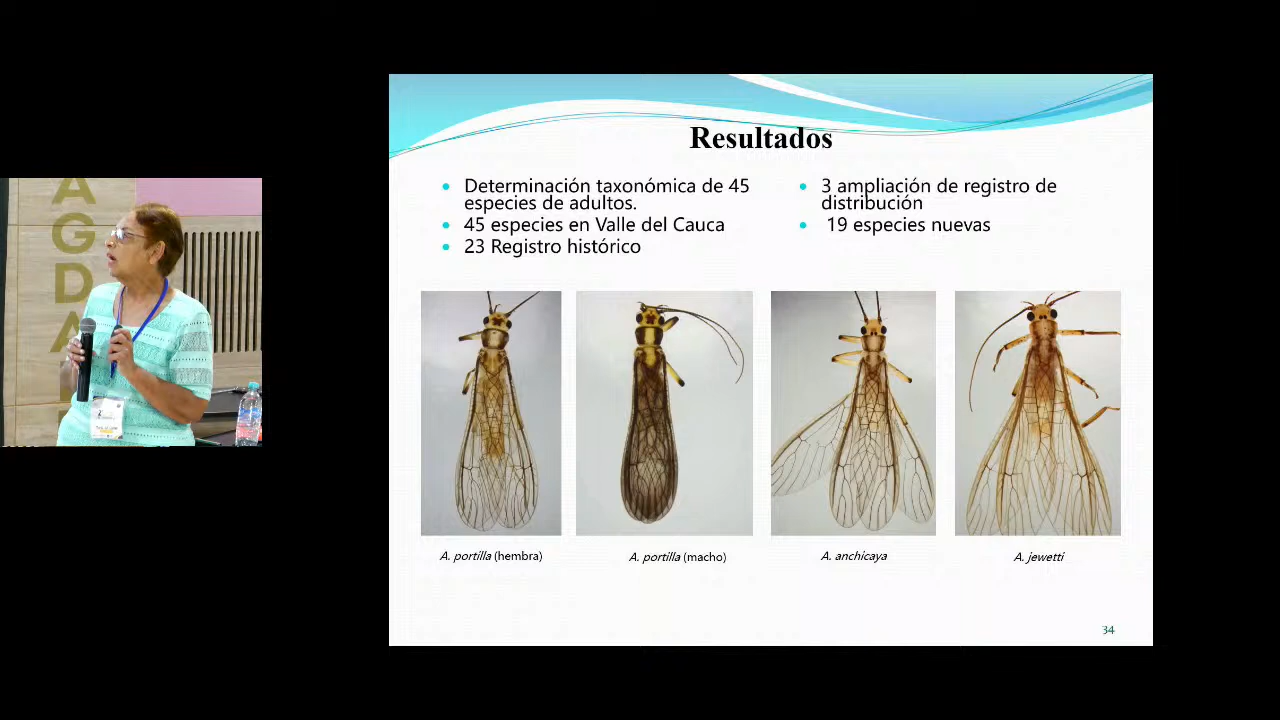 A
G
D
A
Resultados
Determinación taxonómica de 45
especies de adultos.
45 especies en Valle del Cauca
23 Registro histórico
3 ampliación de registro de
distribución
19 especies nuevas
A. portilla (hembra)
A. portilla (macho)
A. anchicaya
A. jewetti
34